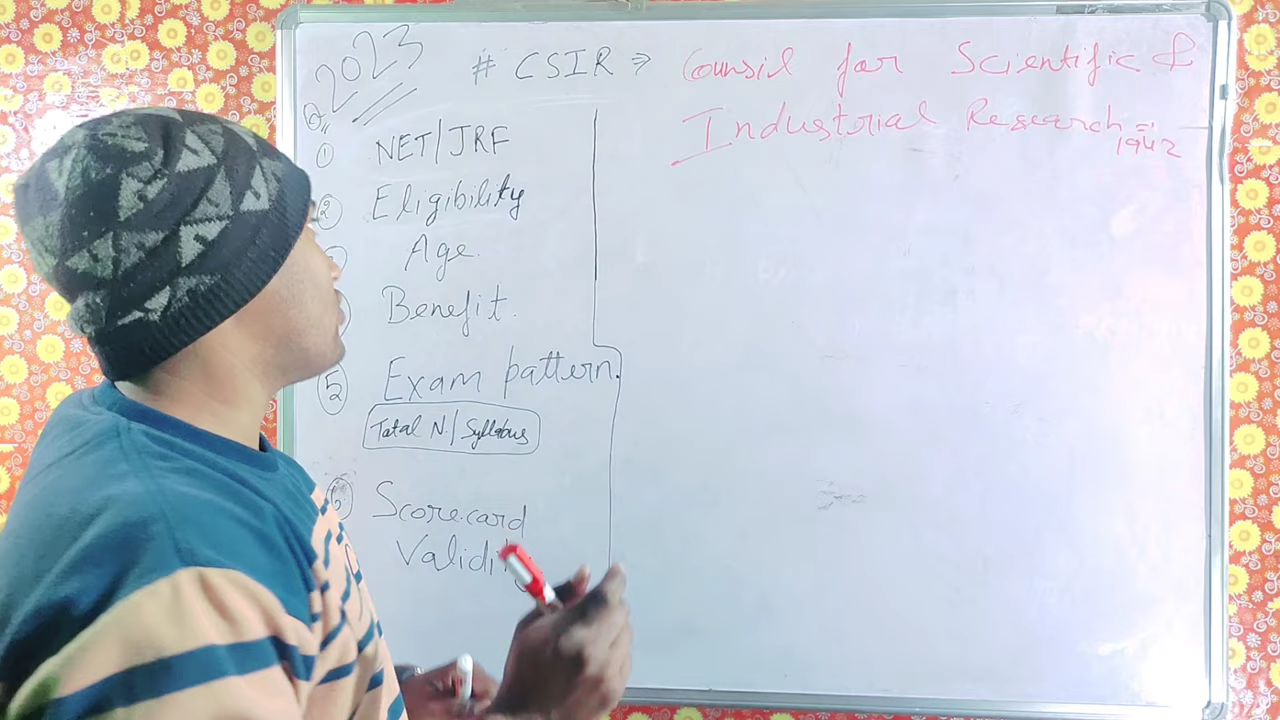 2023
# CSIR ⇒ Counsil for Scientific &
Industrial Research = 1942
① NET/JRF
② Eligibility
Age.
Benefit.
⑤ Exam pattern.
Total N./Syllabus
⑥ Scorecard
Validi